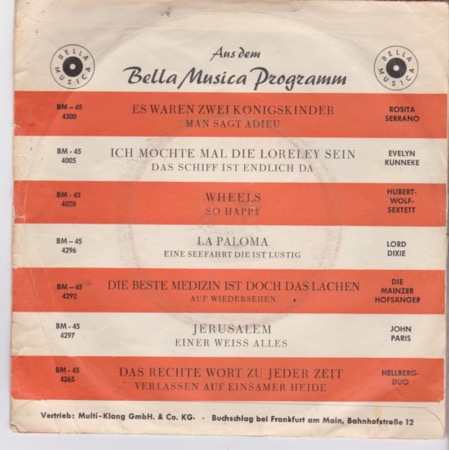 BELLA MUSICA
Aus dem
BELLA MUSICA
Bella Musica Programm
BM - 45
4300
ES WAREN ZWEI KÖNIGSKINDER
MAN SAGT ADIEU
ROSITA
SERRANO
BM - 45
4005
ICH MOCHTE MAL DIE LORELEY SEIN
DAS SCHIFF IST ENDLICH DA
EVELYN
KUNNEKE
BM - 45
4020
WHEELS
SO HAPPY
HUBERT-
WOLF-
SEXTETT
BM - 45
4296
LA PALOMA
EINE SEEFAHRT DIE IST LUSTIG
LORD
DIXIE
BM - 45
4292
DIE BESTE MEDIZIN IST DOCH DAS LACHEN
AUF WIEDERSEHEN
DIE
MAINZER
HOFSÄNGER
BM - 45
4297
JERUSALEM
EINER WEISS ALLES
JOHN
PARIS
BM - 45
4265
DAS RECHTE WORT ZU JEDER ZEIT
VERLASSEN AUF EINSAMER HEIDE
HELLBERG-
DUO
Vertrieb: Multi-Klang GmbH. & Co. KG- · Buchschlag bei Frankfurt am Main, Bahnhofstraße 12